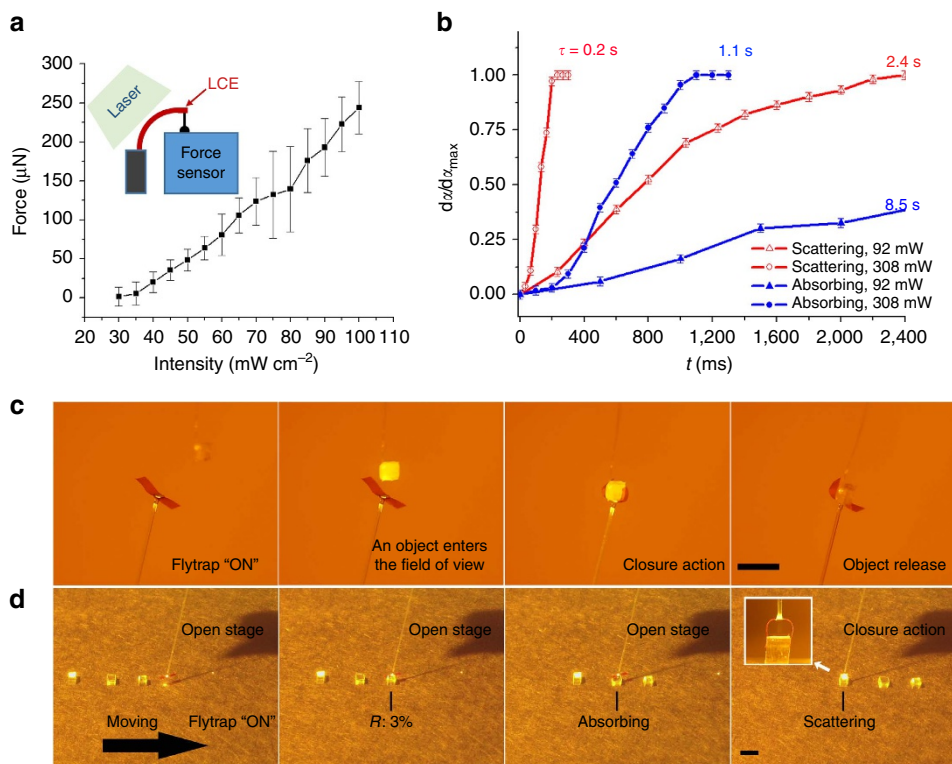 a
300
250
200
150
100
50
0
Force (μN)
20 30 40 50 60 70 80 90 100 110
Intensity (mW cm⁻²)
Laser
LCE
Force
sensor
b
1.00
0.75
0.50
0.25
0.00
dα/dαmax
0 400 800 1,200 1,600 2,000 2,400
t (ms)
τ = 0.2 s
1.1 s
2.4 s
8.5 s
Scattering, 92 mW
Scattering, 308 mW
Absorbing, 92 mW
Absorbing, 308 mW
c
Flytrap “ON”
An object enters
the field of view
Closure action
Object release
d
Open stage
Moving
Flytrap “ON”
Open stage
R: 3%
Open stage
Absorbing
Closure action
Scattering